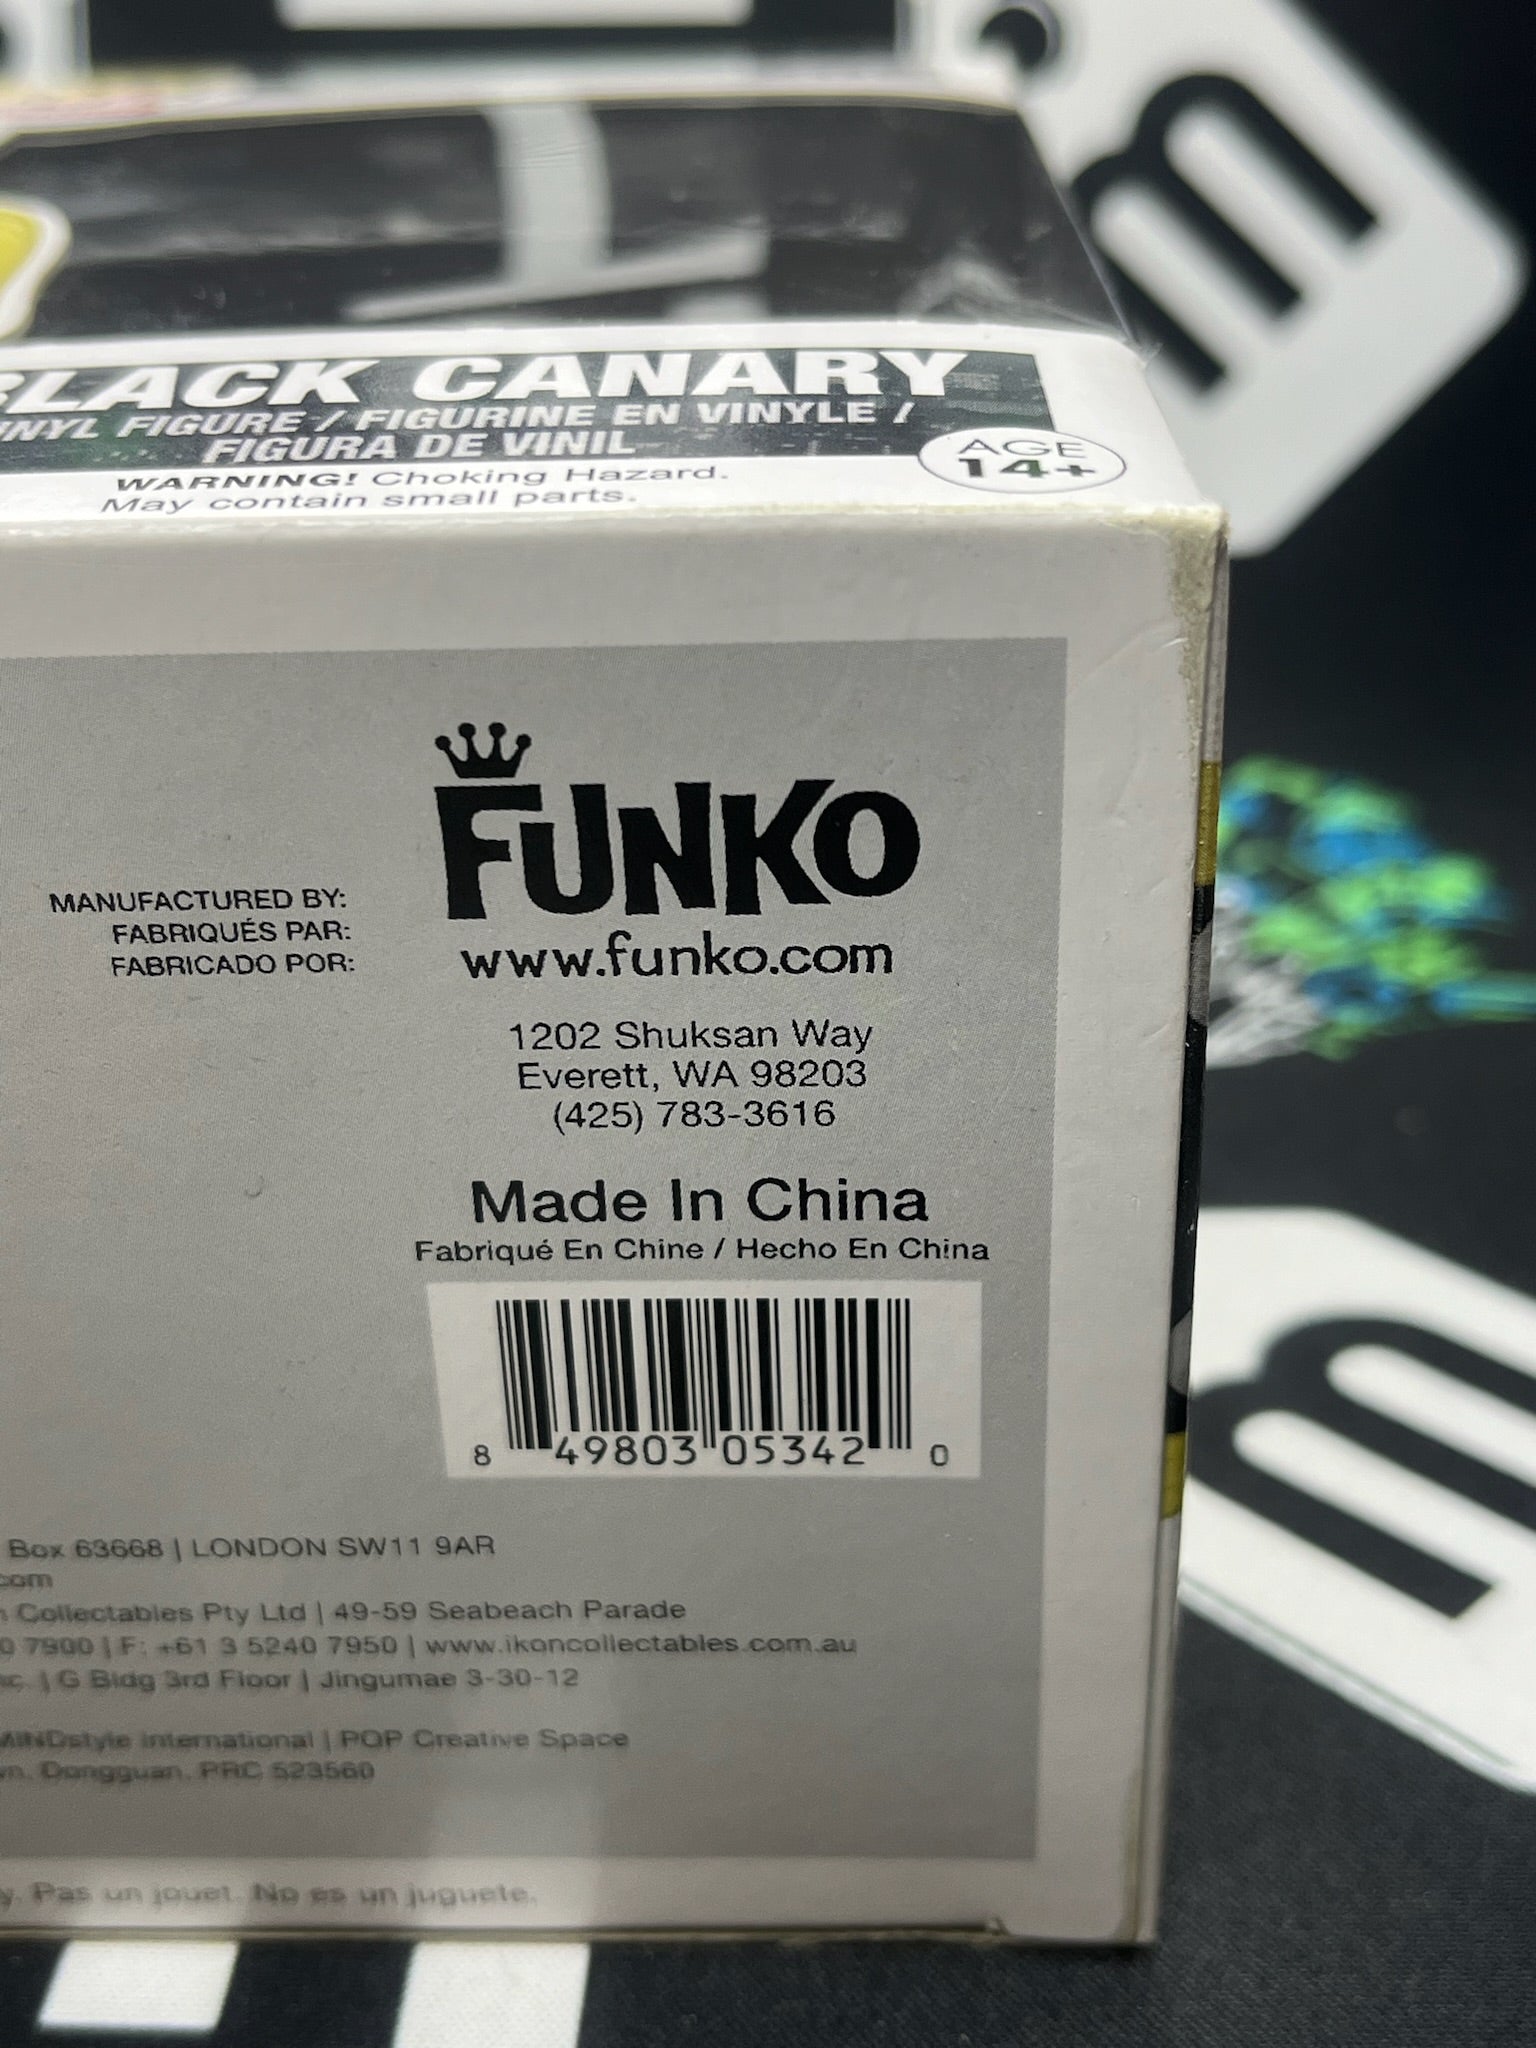 BLACK CANARY
VINYL FIGURE / FIGURINE EN VINYLE /
FIGURA DE VINIL
AGE
14+
WARNING! Choking Hazard.
May contain small parts.
FUNKO
MANUFACTURED BY:
FABRIQUÉS PAR:
FABRICADO POR:
www.funko.com
1202 Shuksan Way
Everett, WA 98203
(425) 783-3616
Made In China
Fabriqué En Chine / Hecho En China
8 49803 05342 0
Box 63668 | LONDON SW11 9AR
com
Collectables Pty Ltd | 49-59 Seabeach Parade
0 7900 | F: +61 3 5240 7950 | www.ikoncollectables.com.au
| G Bldg 3rd Floor | Jingumae 3-30-12
MINDstyle International | POP Creative Space
Dongguan, PRC 523560
Pas un jouet. No es un juguete.
m
m